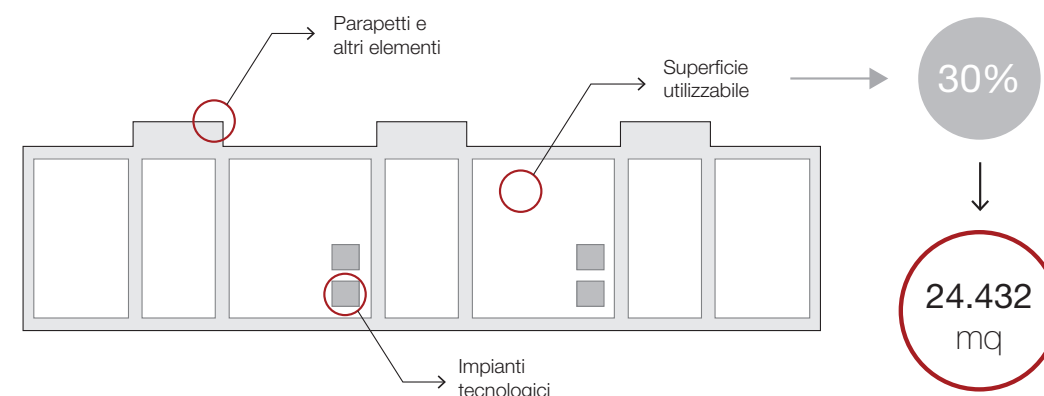 Parapetti e
altri elementi
Superficie
utilizzabile
30%
24.432
mq
Impianti
tecnologici